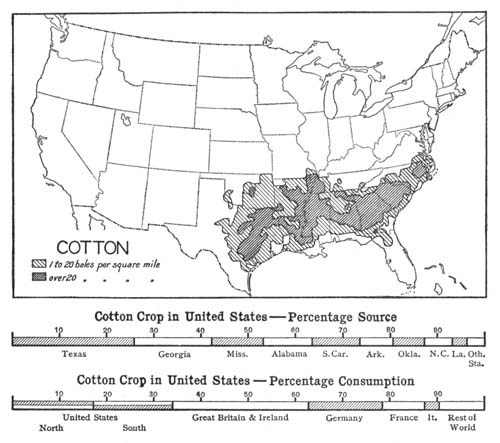 COTTON
1 to 20 bales per square mile
over 20 " " " "
Cotton Crop in United States—Percentage Source
10 20 30 40 50 60 70 80 90
Texas Georgia Miss. Alabama S. Car. Ark. Okla. N. C. La. Oth. Sta.
Cotton Crop in United States—Percentage Consumption
10 20 30 40 50 60 70 80 90
United States Great Britain & Ireland Germany France It. Rest of World
North South